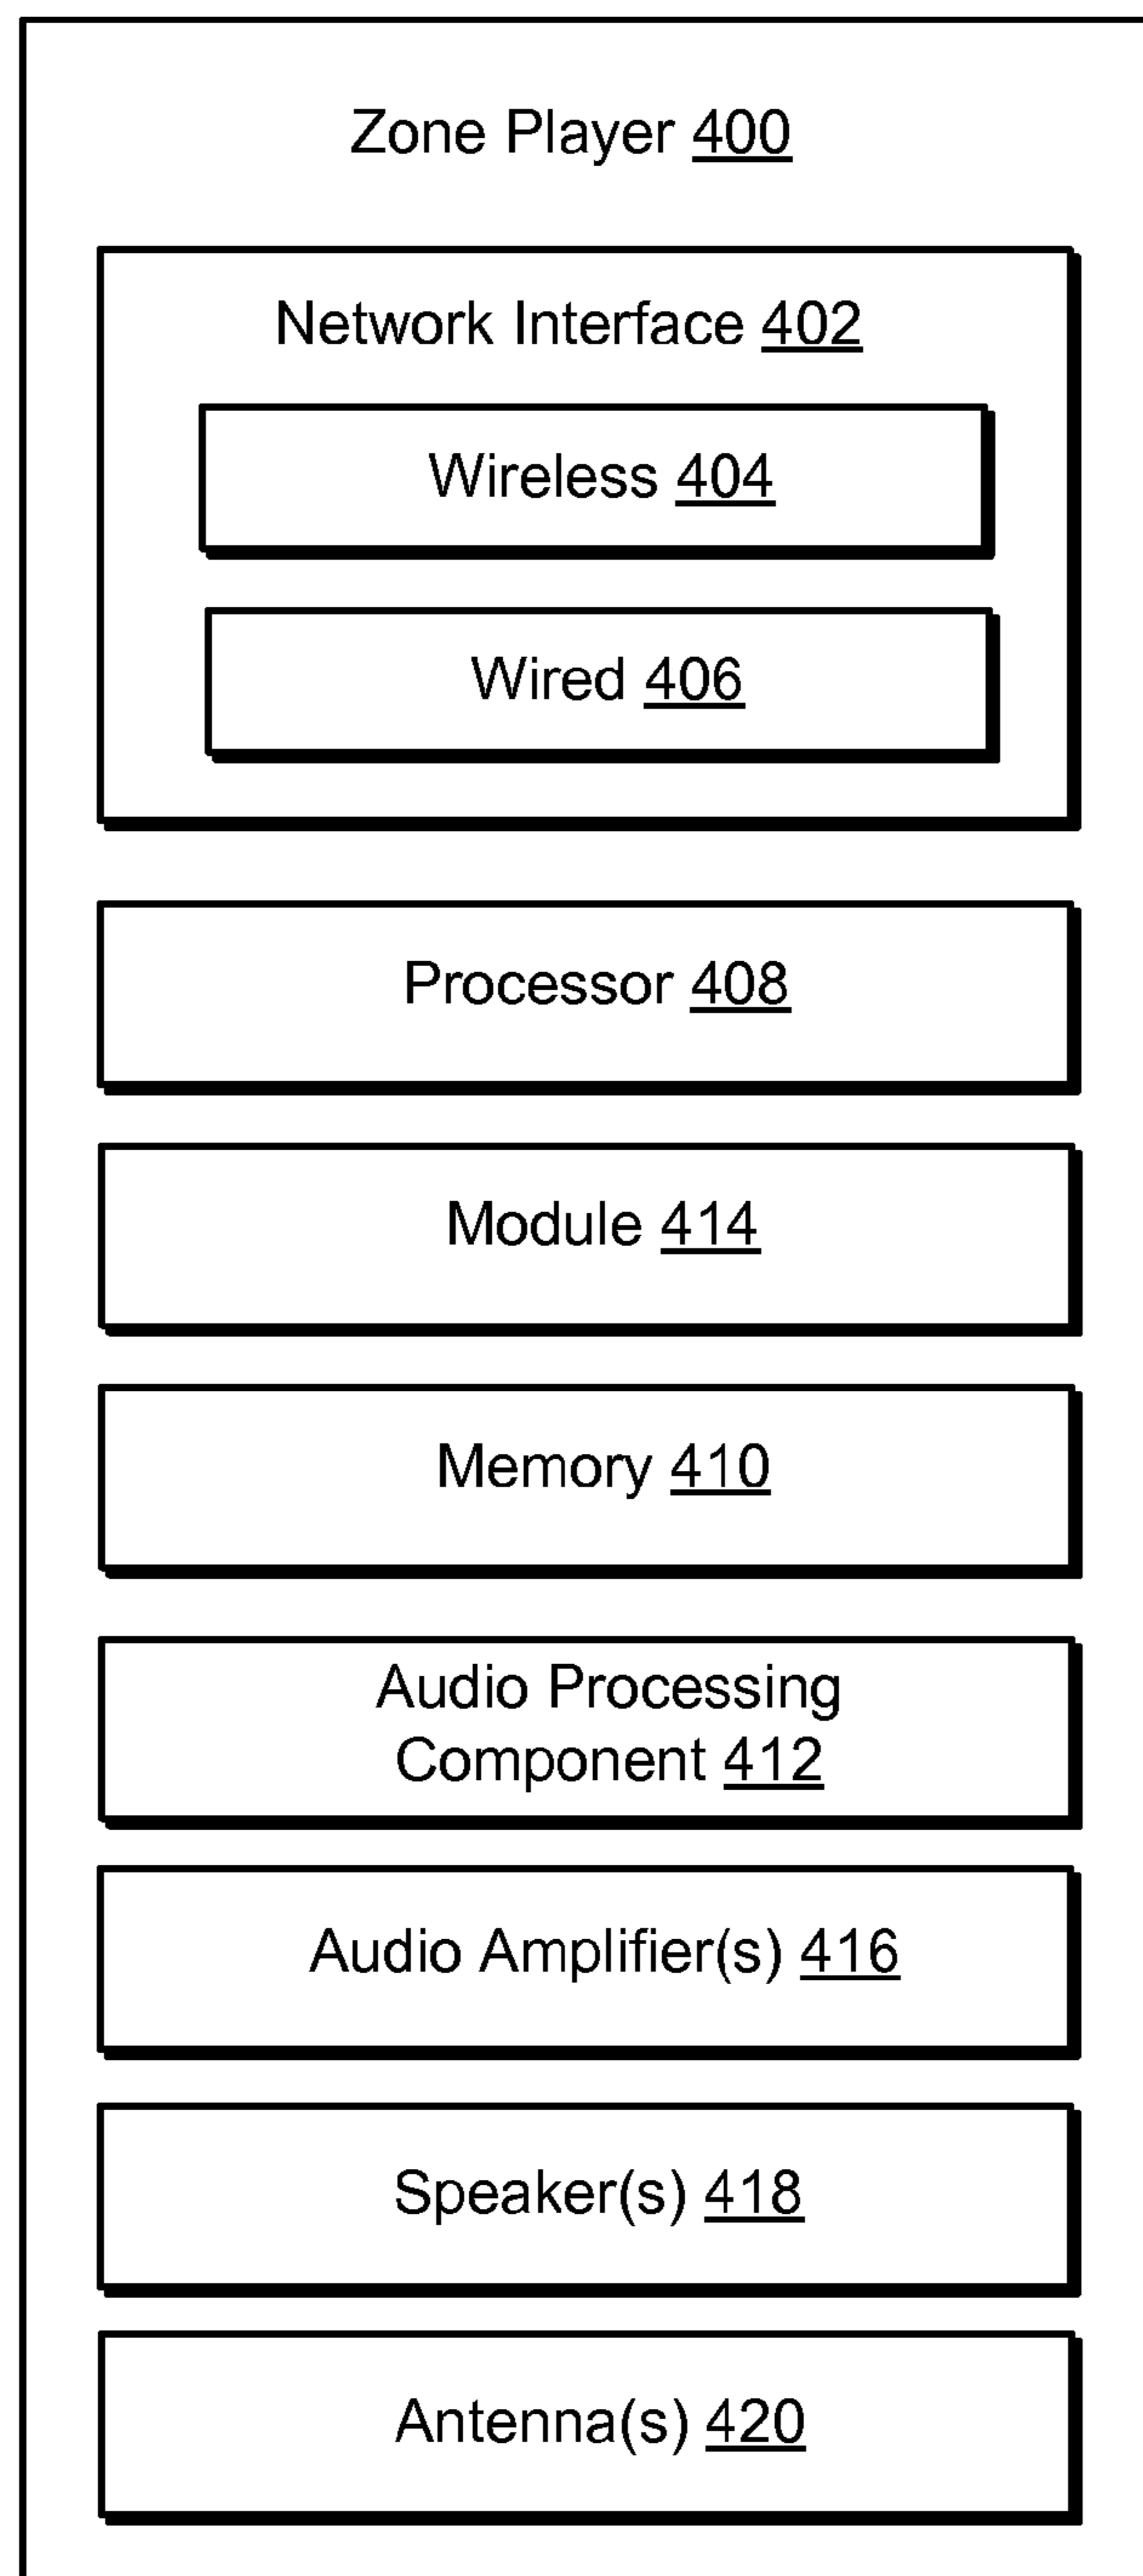 Zone Player 400
Network Interface 402
Wireless 404
Wired 406
Processor 408
Module 414
Memory 410
Audio Processing
Component 412
Audio Amplifier(s) 416
Speaker(s) 418
Antenna(s) 420